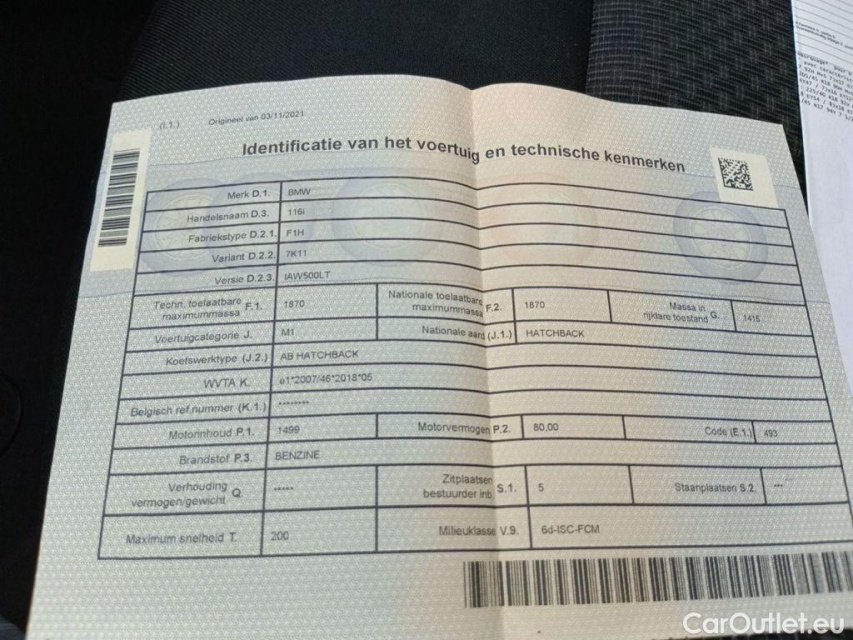 (I.1.) Origineel van 03/11/2021
Identificatie van het voertuig en technische kenmerken
Merk D.1. BMW
Handelsnaam D.3. 116i
Fabriekstype D.2.1. F1H
Variant D.2.2. 7K11
Versie D.2.3. IAW500LT
Techn. toelaatbare maximummassa F.1. 1870 Nationale toelaatbare maximummassa F.2. 1870 Massa in rijklare toestand G. 1415
Voertuigcategorie J. M1 Nationale aard (J.1.) HATCHBACK
Koetswerktype (J.2.) AB HATCHBACK
WVTA K. e1*2007/46*2018*05
Belgisch ref.nummer (K.1.) ********
Motorinhoud P.1. 1499 Motorvermogen P.2. 80,00 Code (E.1.) 493
Brandstof P.3. BENZINE
Verhouding vermogen/gewicht Q. ***** Zitplaatsen bestuurder inb. S.1. 5 Staanplaatsen S.2. ***
Maximum snelheid T. 200 Milieuklasse V.9. 6d-ISC-FCM
CarOutlet.eu